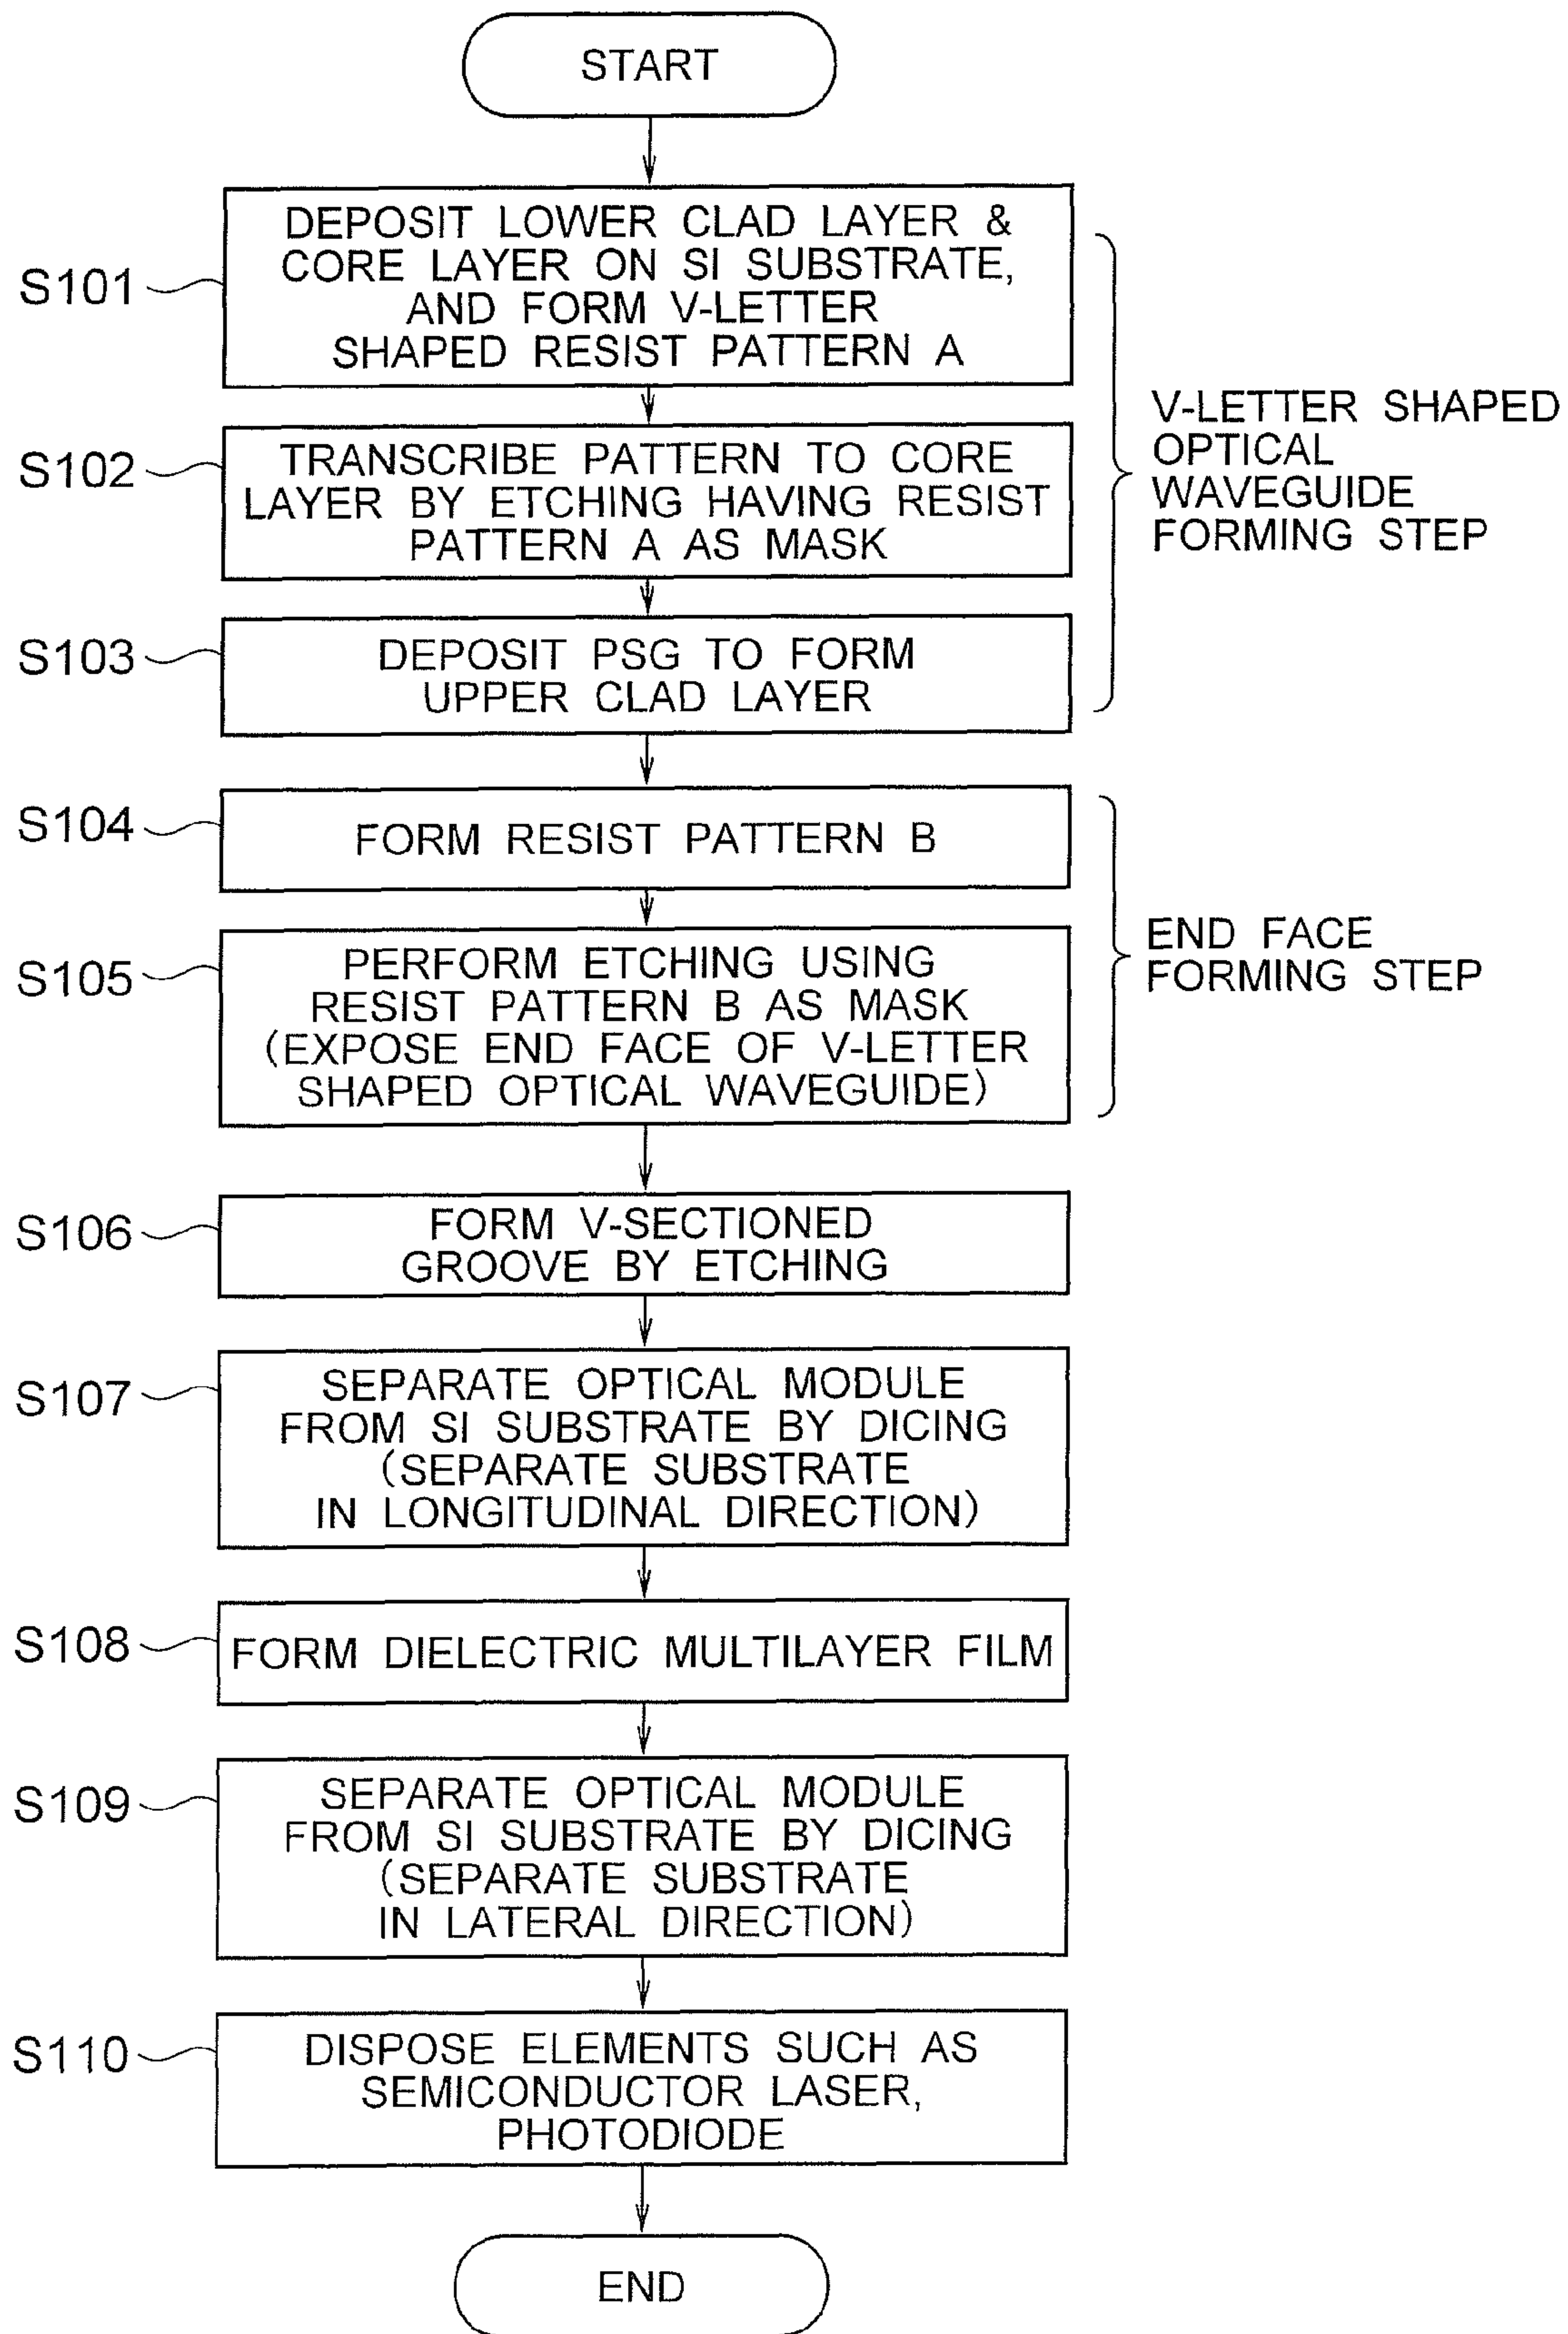 START
S101
DEPOSIT LOWER CLAD LAYER &
CORE LAYER ON SI SUBSTRATE,
AND FORM V-LETTER
SHAPED RESIST PATTERN A
S102
TRANSCRIBE PATTERN TO CORE
LAYER BY ETCHING HAVING RESIST
PATTERN A AS MASK
S103
DEPOSIT PSG TO FORM
UPPER CLAD LAYER
V-LETTER SHAPED
OPTICAL
WAVEGUIDE
FORMING STEP
S104
FORM RESIST PATTERN B
S105
PERFORM ETCHING USING
RESIST PATTERN B AS MASK
(EXPOSE END FACE OF V-LETTER
SHAPED OPTICAL WAVEGUIDE)
END FACE
FORMING STEP
S106
FORM V-SECTIONED
GROOVE BY ETCHING
S107
SEPARATE OPTICAL MODULE
FROM SI SUBSTRATE BY DICING
(SEPARATE SUBSTRATE
IN LONGITUDINAL DIRECTION)
S108
FORM DIELECTRIC MULTILAYER FILM
S109
SEPARATE OPTICAL MODULE
FROM SI SUBSTRATE BY DICING
(SEPARATE SUBSTRATE
IN LATERAL DIRECTION)
S110
DISPOSE ELEMENTS SUCH AS
SEMICONDUCTOR LASER,
PHOTODIODE
END